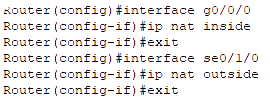 Router(config)#interface g0/0/0
Router(config-if)#ip nat inside
Router(config-if)#exit
Router(config)#interface se0/1/0
Router(config-if)#ip nat outside
Router(config-if)#exit